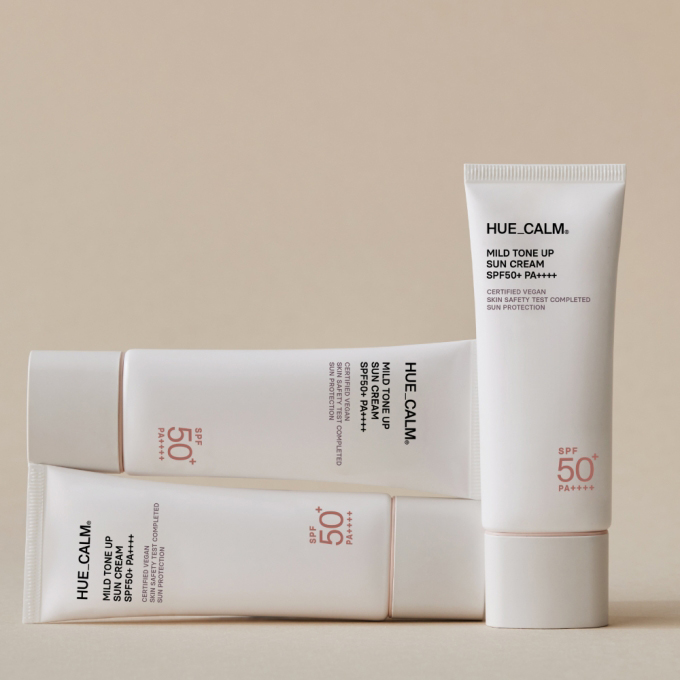 HUE_CALM®
MILD TONE UP
SUN CREAM
SPF50+ PA++++
CERTIFIED VEGAN
SKIN SAFETY TEST COMPLETED
SUN PROTECTION
SPF
50+
PA++++
HUE_CALM®
MILD TONE UP
SUN CREAM
SPF50+ PA++++
CERTIFIED VEGAN
SKIN SAFETY TEST COMPLETED
SUN PROTECTION
SPF
50+
PA++++
HUE_CALM®
MILD TONE UP
SUN CREAM
SPF50+ PA++++
CERTIFIED VEGAN
SKIN SAFETY TEST COMPLETED
SUN PROTECTION
SPF
50+
PA++++